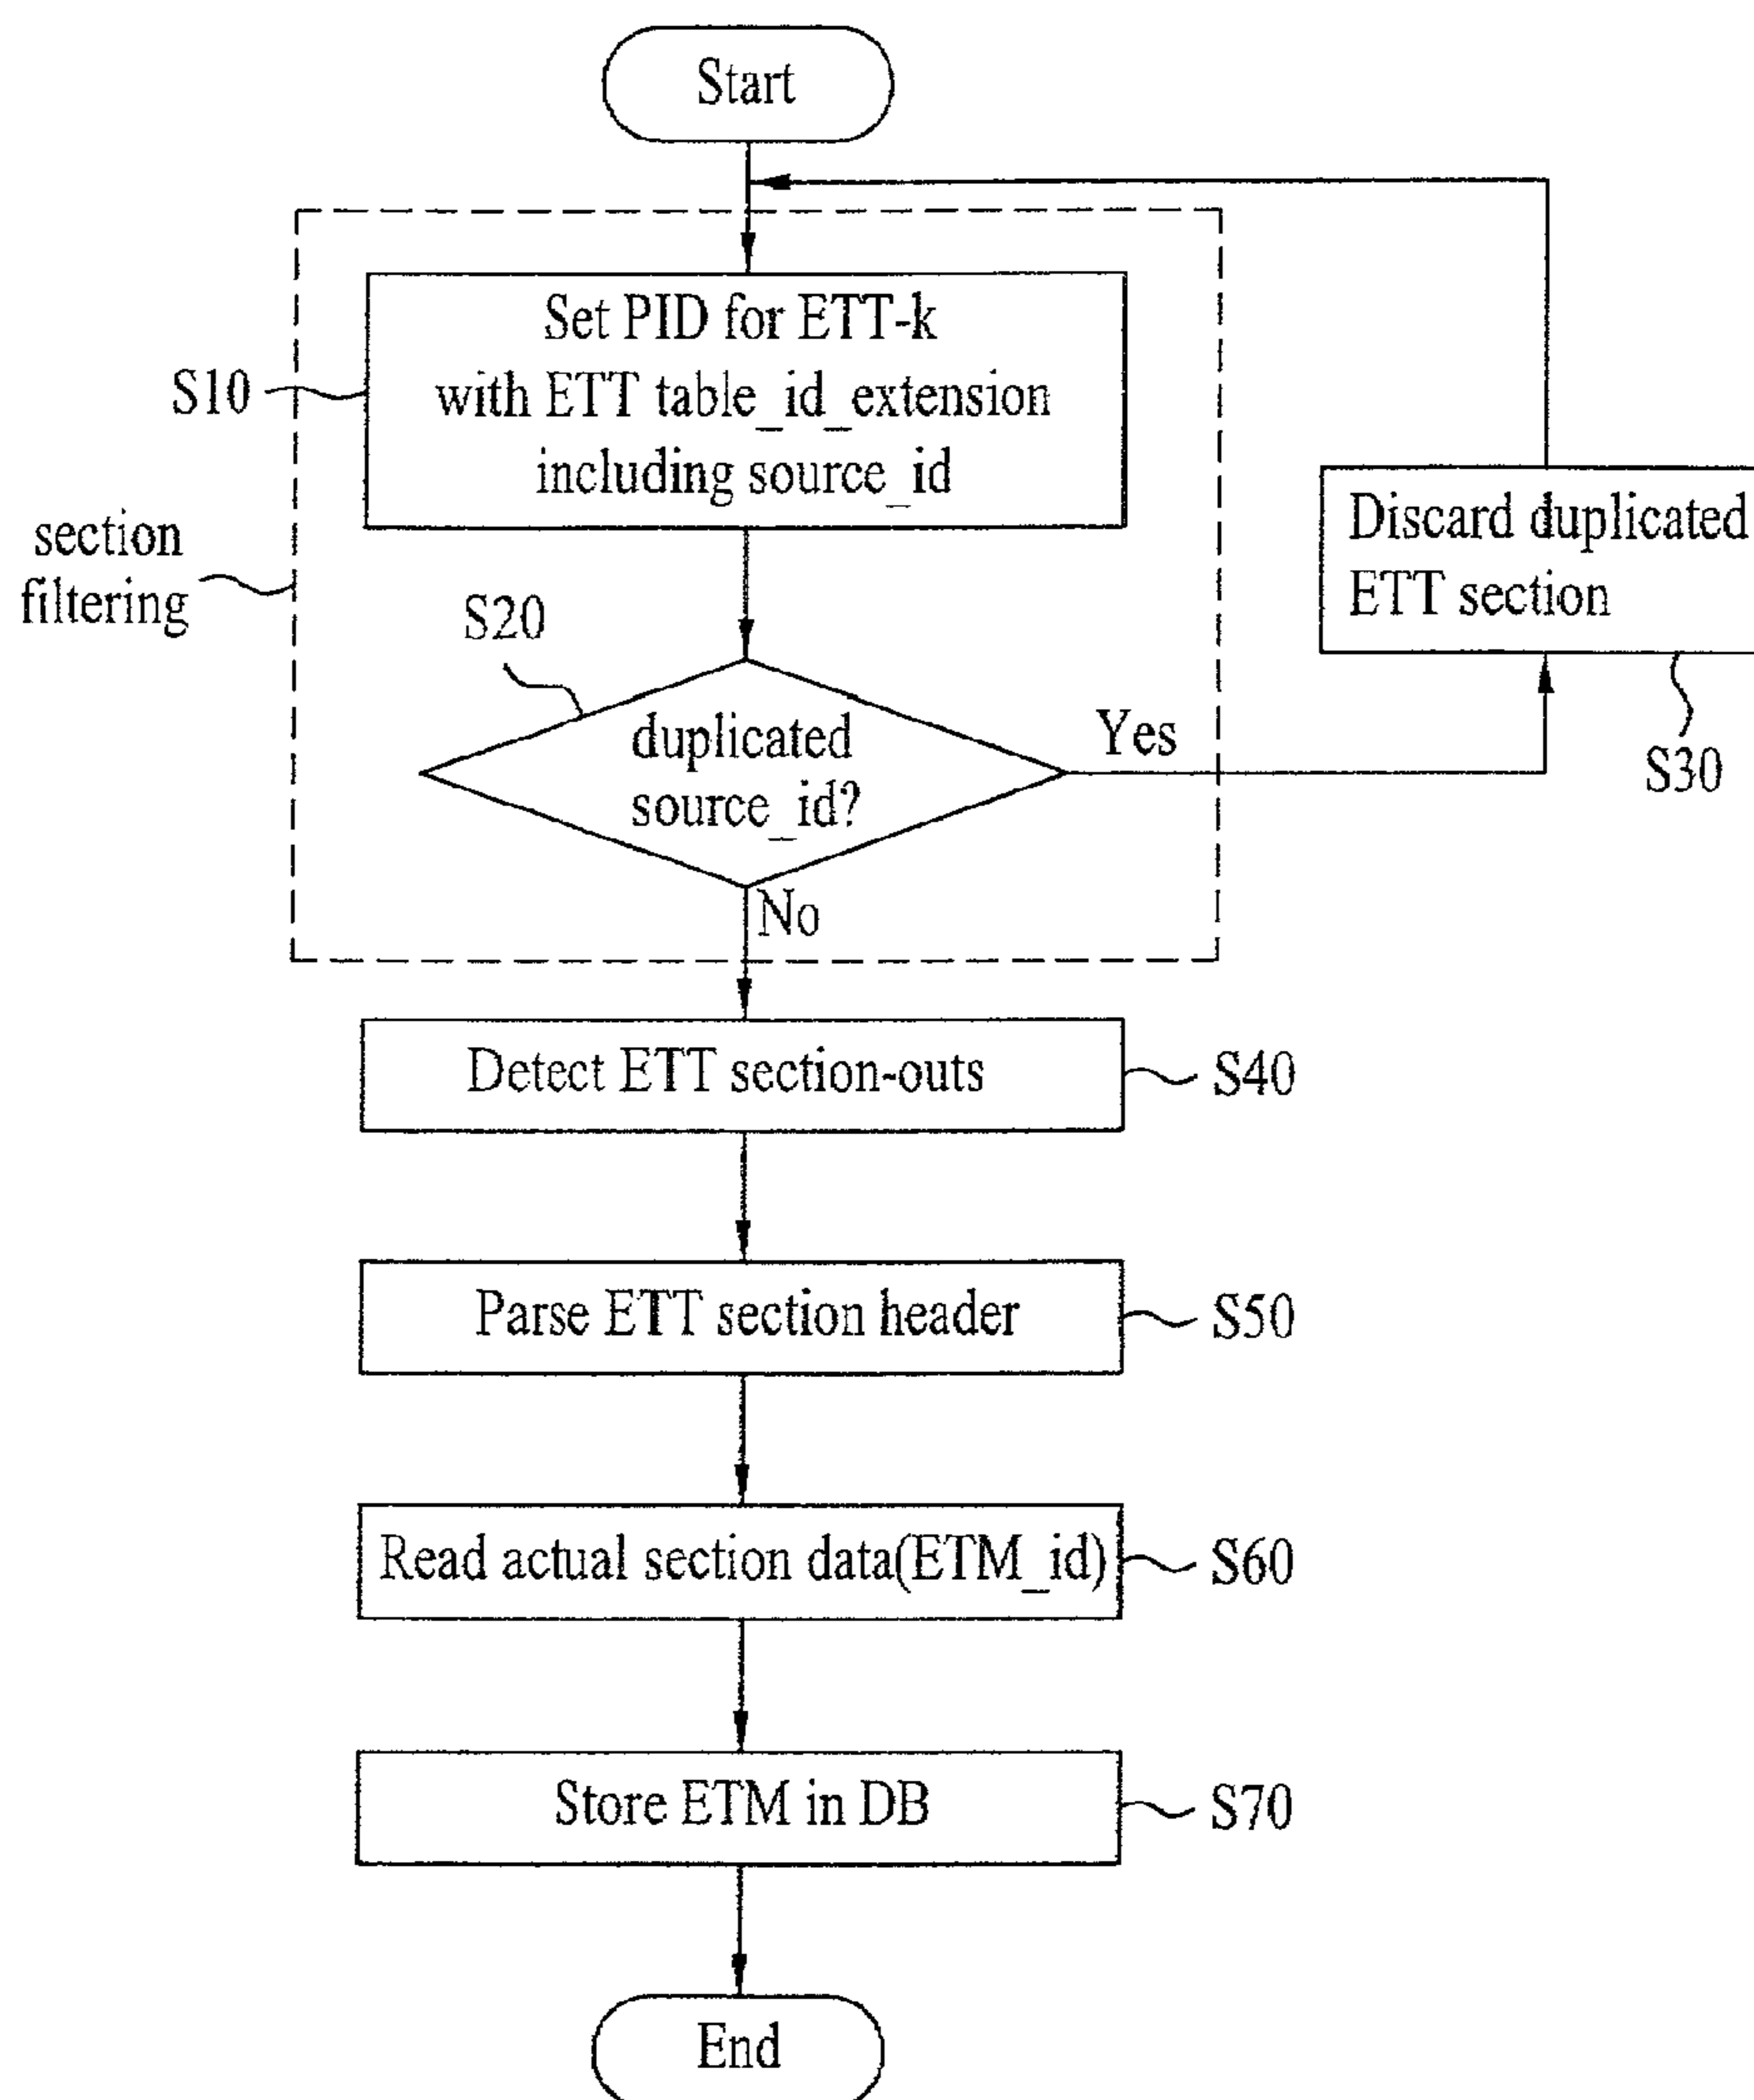 Start
Set PID for ETT-k
with ETT table_id_extension
including source_id
S10
section
filtering
Discard duplicated
ETT section
S30
S20
duplicated
source_id?
Yes
No
Detect ETT section-outs
S40
Parse ETT section header
S50
Read actual section data(ETM_id)
S60
Store ETM in DB
S70
End